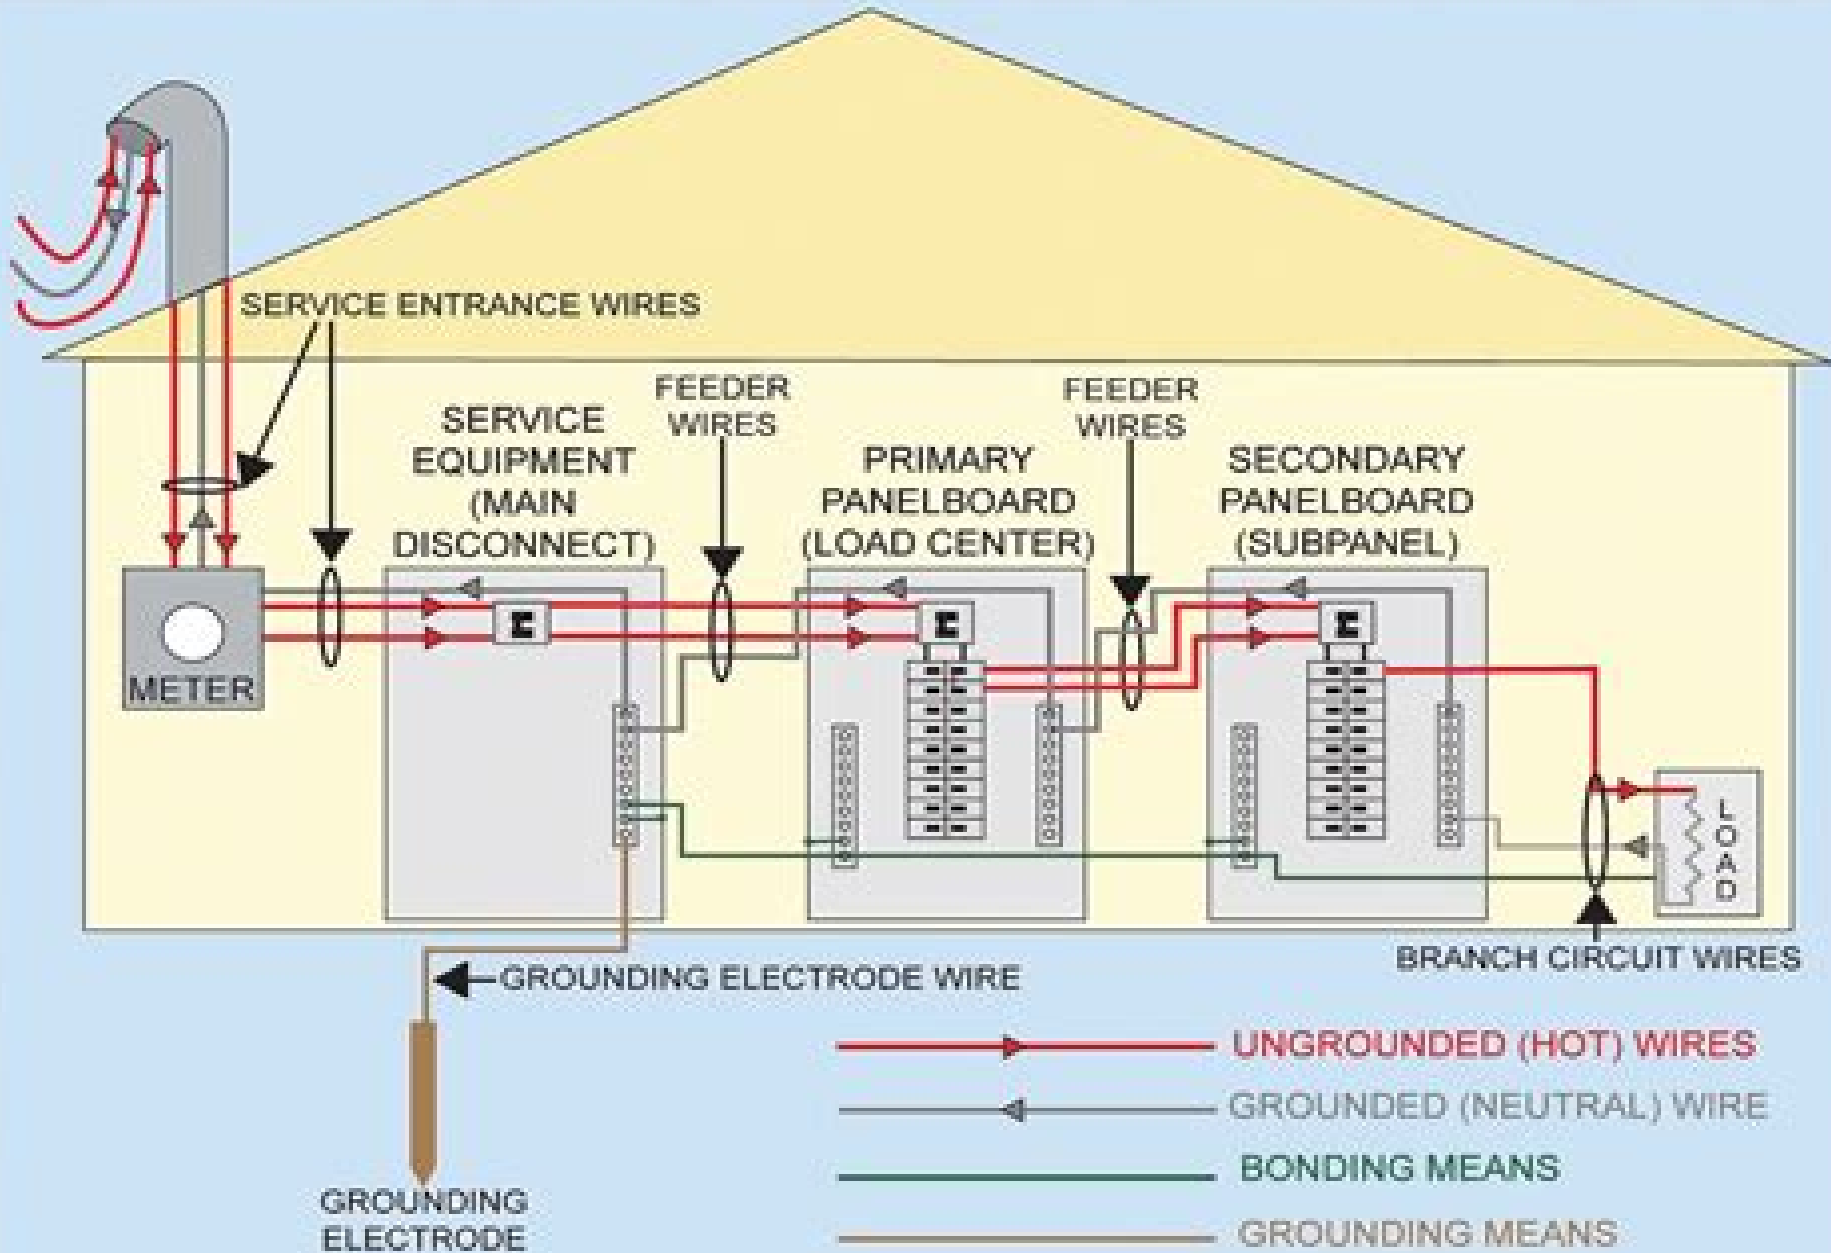 SERVICE ENTRANCE WIRES
FEEDER
WIRES
FEEDER
WIRES
SERVICE
EQUIPMENT
(MAIN
DISCONNECT)
PRIMARY
PANELBOARD
(LOAD CENTER)
SECONDARY
PANELBOARD
(SUBPANEL)
METER
LOAD
BRANCH CIRCUIT WIRES
GROUNDING ELECTRODE WIRE
GROUNDING
ELECTRODE
UNGROUNDED (HOT) WIRES
GROUNDED (NEUTRAL) WIRE
BONDING MEANS
GROUNDING MEANS